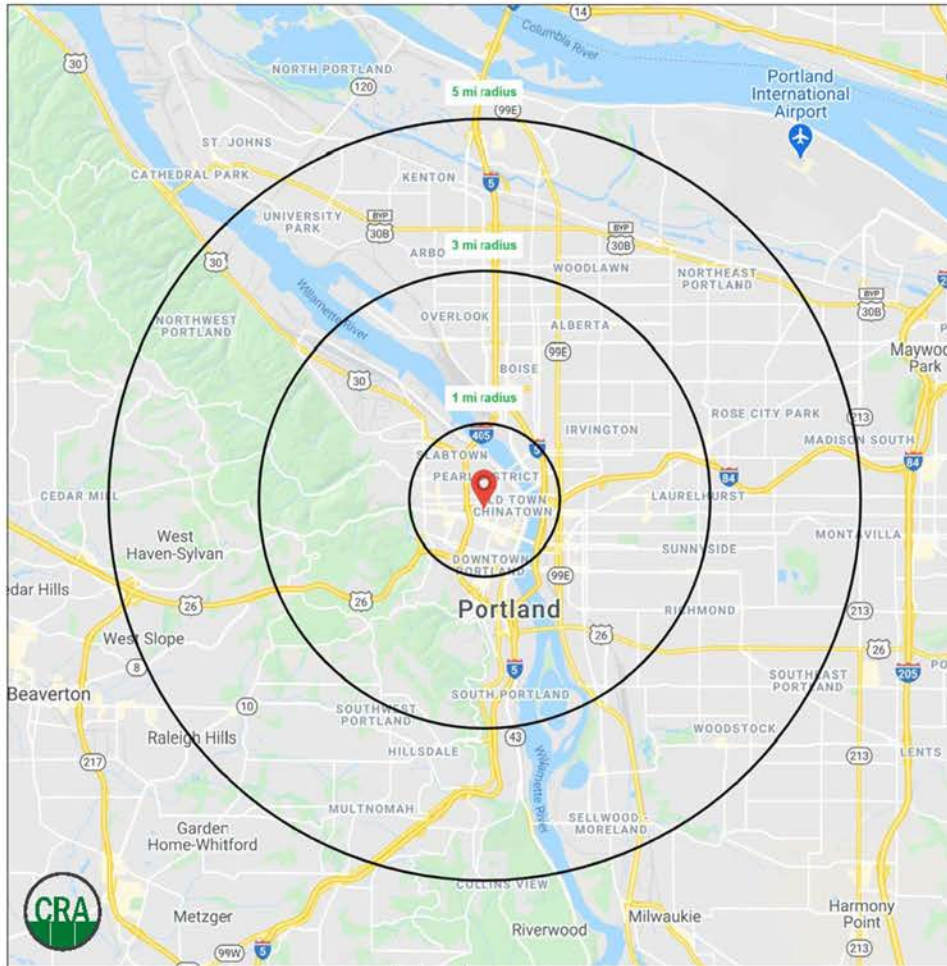 14
Columbia River
30
NORTH PORTLAND
120
Portland
International
Airport
5 mi radius
99E
ST. JOHNS
CATHEDRAL PARK
KENTON
5
UNIVERSITY
PARK
BYP
30B
BYP
30B
3 mi radius
ARBO
WOODLAWN
NORTHEAST
PORTLAND
30
Willamette River
NORTHWEST
PORTLAND
OVERLOOK
ALBERTA
BYP
30B
99E
Maywood
Park
BOISE
30
1 mi radius
ROSE CITY PARK
213
405
IRVINGTON
5
MADISON SOUTH
SLABTOWN
84
PEARL DISTRICT
84
CEDAR MILL
OLD TOWN
CHINATOWN
LAURELHURST
West
Haven-Sylvan
MONTAVILLA
SUNNYSIDE
DOWNTOWN
PORTLAND
99E
edar Hills
26
26
Portland
RICHMOND
213
26
26
West Slope
8
5
205
Beaverton
SOUTH PORTLAND
SOUTHEAST
PORTLAND
10
SOUTHWEST
PORTLAND
Raleigh Hills
43
WOODSTOCK
HILLSDALE
LENTS
217
213
Willamette River
MULTNOMAH
SELLWOOD -
MORELAND
Garden
Home-Whitford
COLLINS VIEW
CRA
Metzger
Riverwood
Milwaukie
Harmony
Point
99W
5
213